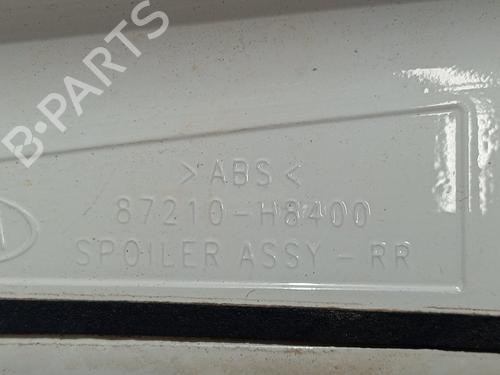 B-PARTS
>ABS<
87210-H8400
SPOILER ASSY-RR